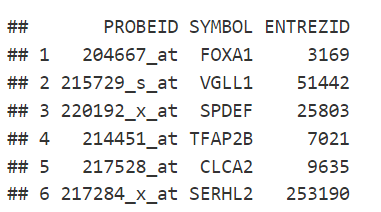 ## PROBEID SYMBOL ENTREZID
## 1 204667_at FOXA1 3169
## 2 215729_s_at VGLL1 51442
## 3 220192_x_at SPDEF 25803
## 4 214451_at TFAP2B 7021
## 5 217528_at CLCA2 9635
## 6 217284_x_at SERHL2 253190